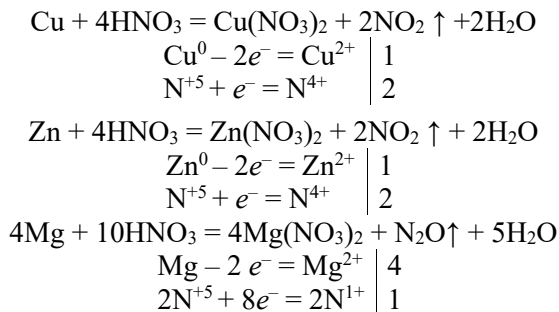 Cu + 4HNO₃ = Cu(NO₃)₂ + 2NO₂ ↑ +2H₂O
Cu⁰ – 2e⁻ = Cu²⁺ | 1
N⁺⁵ + e⁻ = N⁴⁺ | 2
Zn + 4HNO₃ = Zn(NO₃)₂ + 2NO₂ ↑ + 2H₂O
Zn⁰ – 2e⁻ = Zn²⁺ | 1
N⁺⁵ + e⁻ = N⁴⁺ | 2
4Mg + 10HNO₃ = 4Mg(NO₃)₂ + N₂O↑ + 5H₂O
Mg – 2 e⁻ = Mg²⁺ | 4
2N⁺⁵ + 8e⁻ = 2N¹⁺ | 1